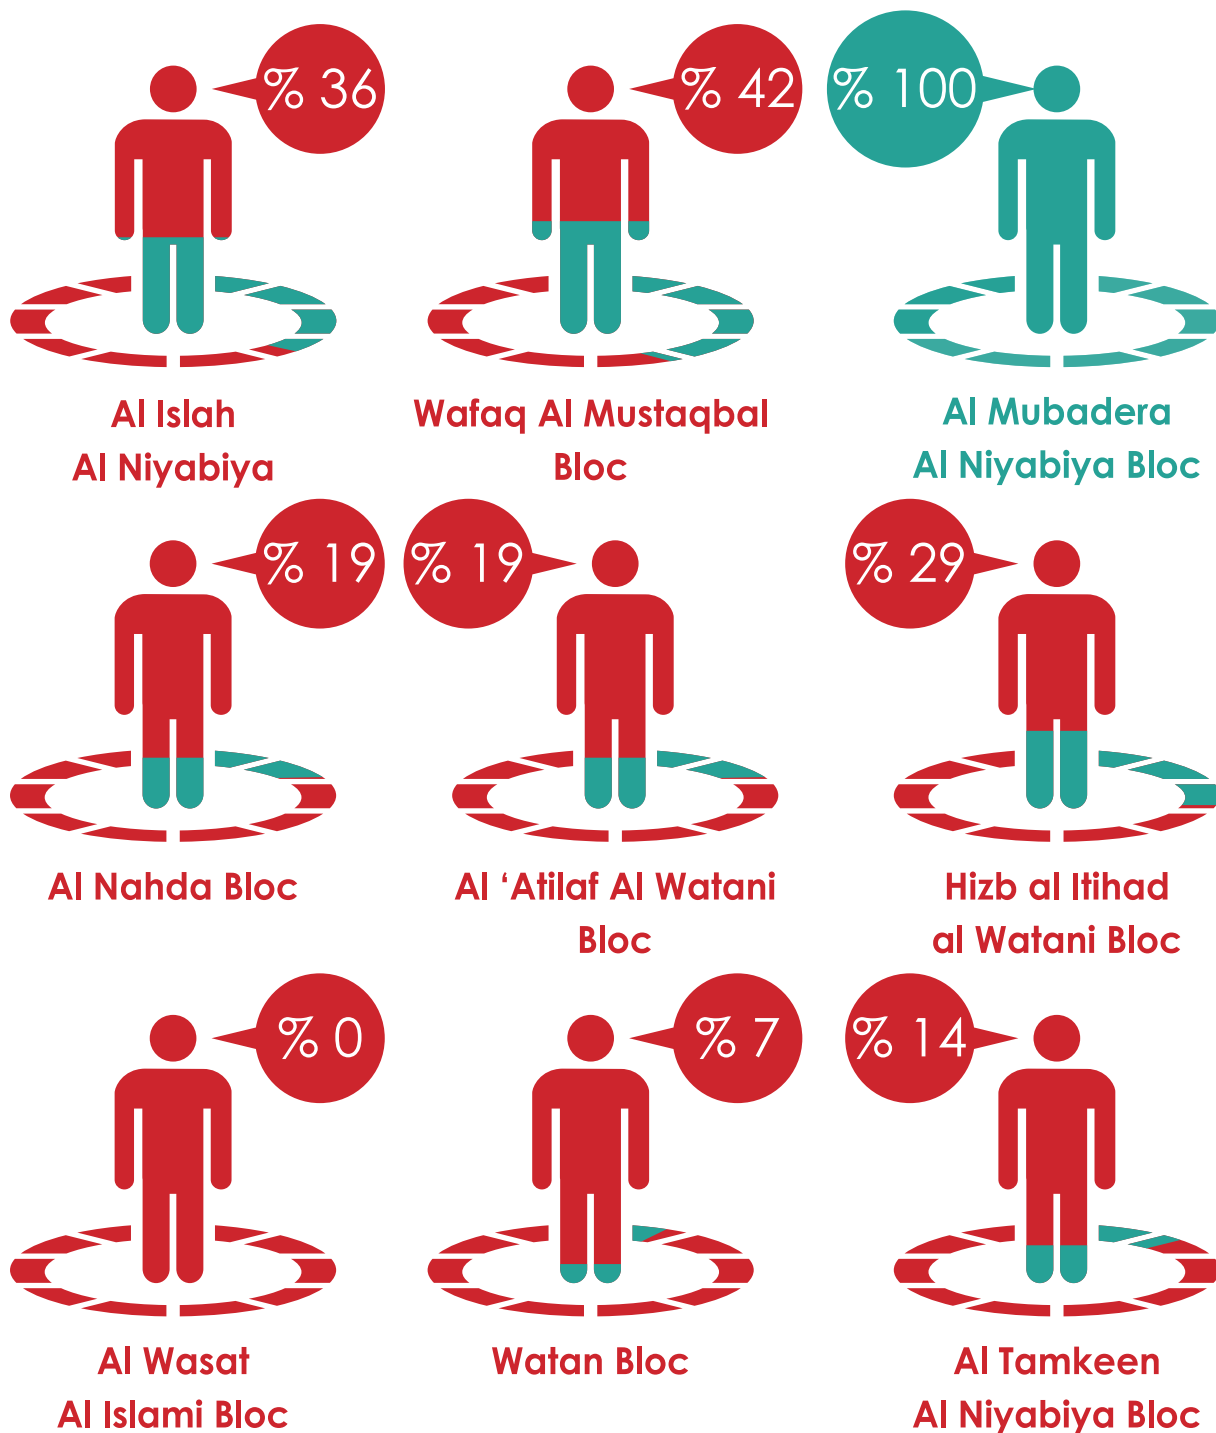 % 36
% 42
% 100
Al Islah
Al Niyabiya
Wafaq Al Mustaqbal
Bloc
Al Mubadera
Al Niyabiya Bloc
% 19
% 19
% 29
Al Nahda Bloc
Al ‘Atilaf Al Watani
Bloc
Hizb al Itihad
al Watani Bloc
% 0
% 7
% 14
Al Wasat
Al Islami Bloc
Watan Bloc
Al Tamkeen
Al Niyabiya Bloc